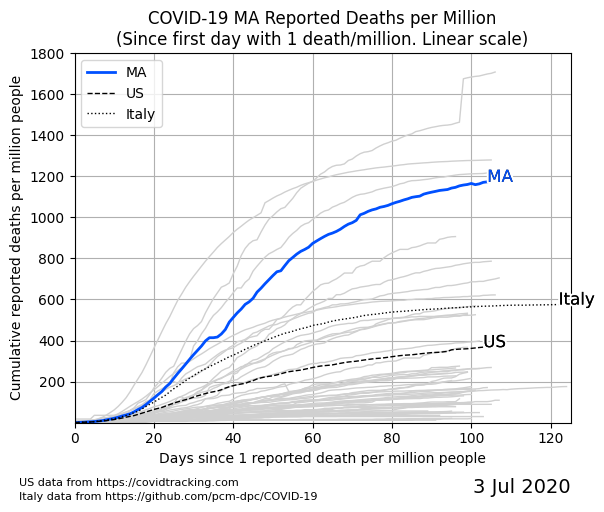 COVID-19 MA Reported Deaths per Million
(Since first day with 1 death/million. Linear scale)
Cumulative reported deaths per million people
1800
1600
1400
1200
1000
800
600
400
200
MA
US
Italy
MA
Italy
US
0
20
40
60
80
100
120
Days since 1 reported death per million people
US data from https://covidtracking.com
Italy data from https://github.com/pcm-dpc/COVID-19
3 Jul 2020